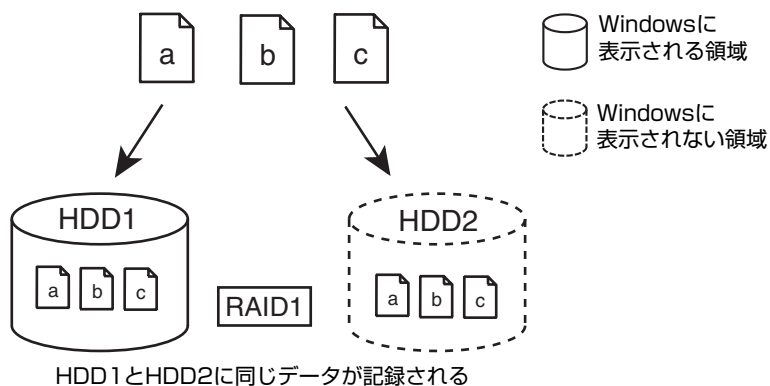 a b c
Windowsに
表示される領域
Windowsに
表示されない領域
HDD1
HDD2
a b c
RAID1
a b c
HDD1とHDD2に同じデータが記録される